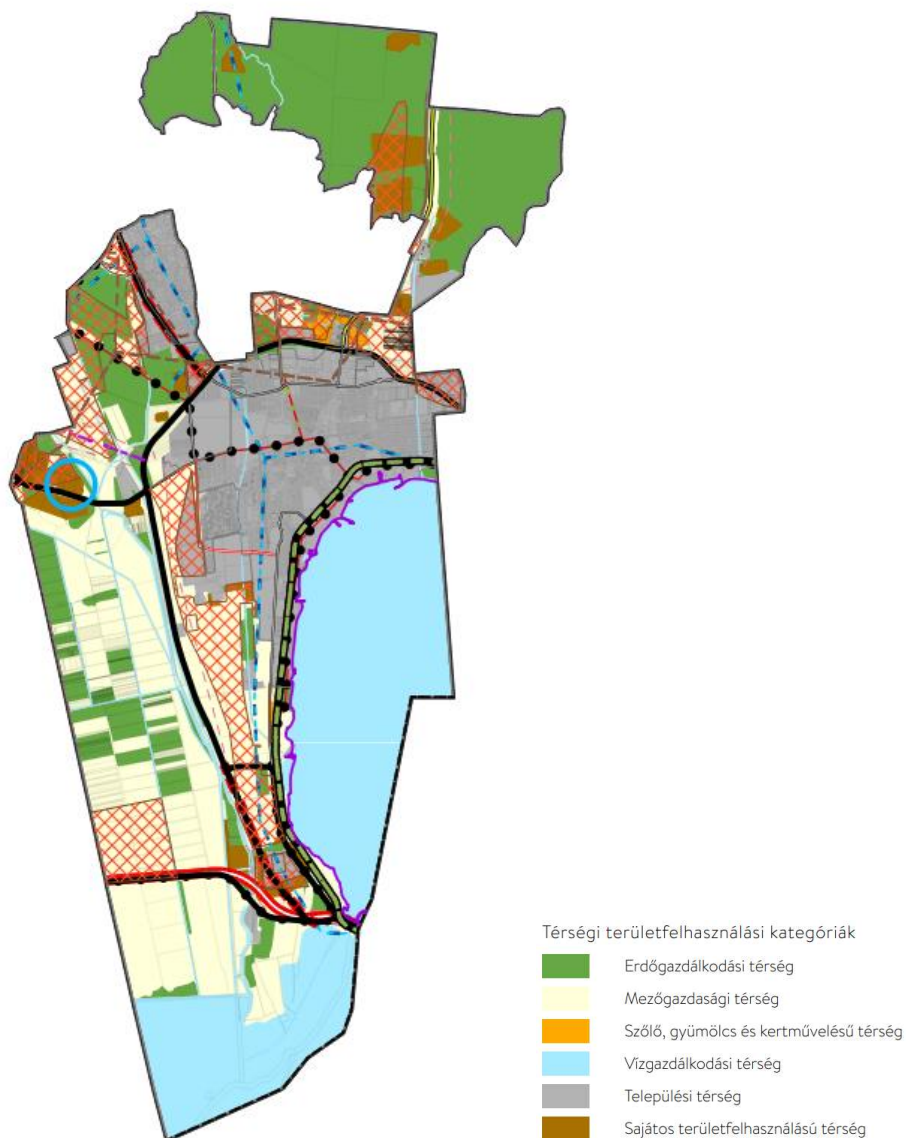 Térségi területfelhasználási kategóriák
Erdőgazdálkodási térség
Mezőgazdasági térség
Szőlő, gyümölcs és kertművelésű térség
Vízgazdálkodási térség
Települési térség
Sajátos területfelhasználású térség